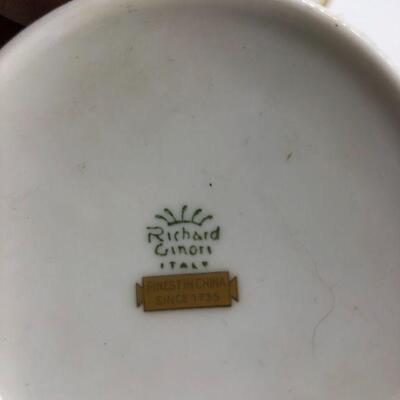 Richard
Ginori
ITALY
FINEST IN CHINA
SINCE 1735